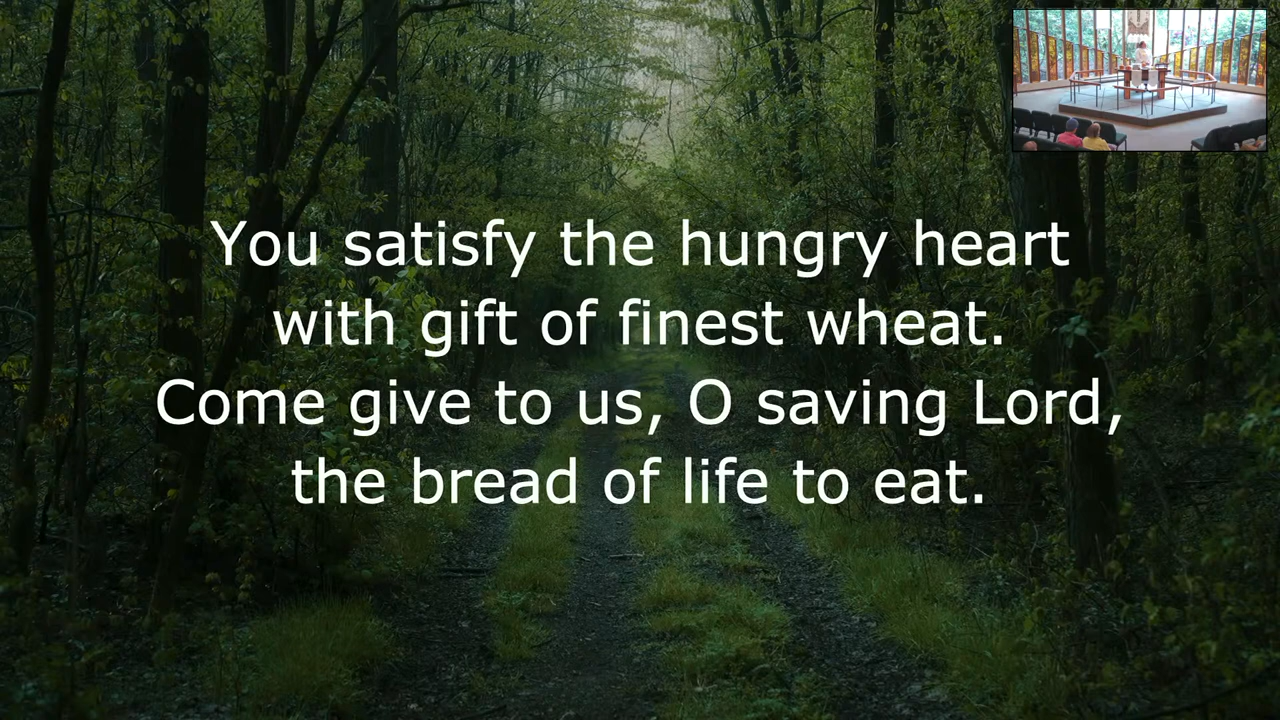 You satisfy the hungry heart
with gift of finest wheat.
Come give to us, O saving Lord,
the bread of life to eat.